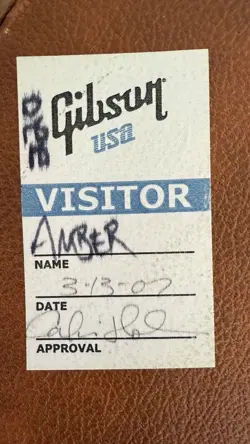 Gibson
USA
VISITOR
AMBER
NAME
3-13-07
DATE
APPROVAL